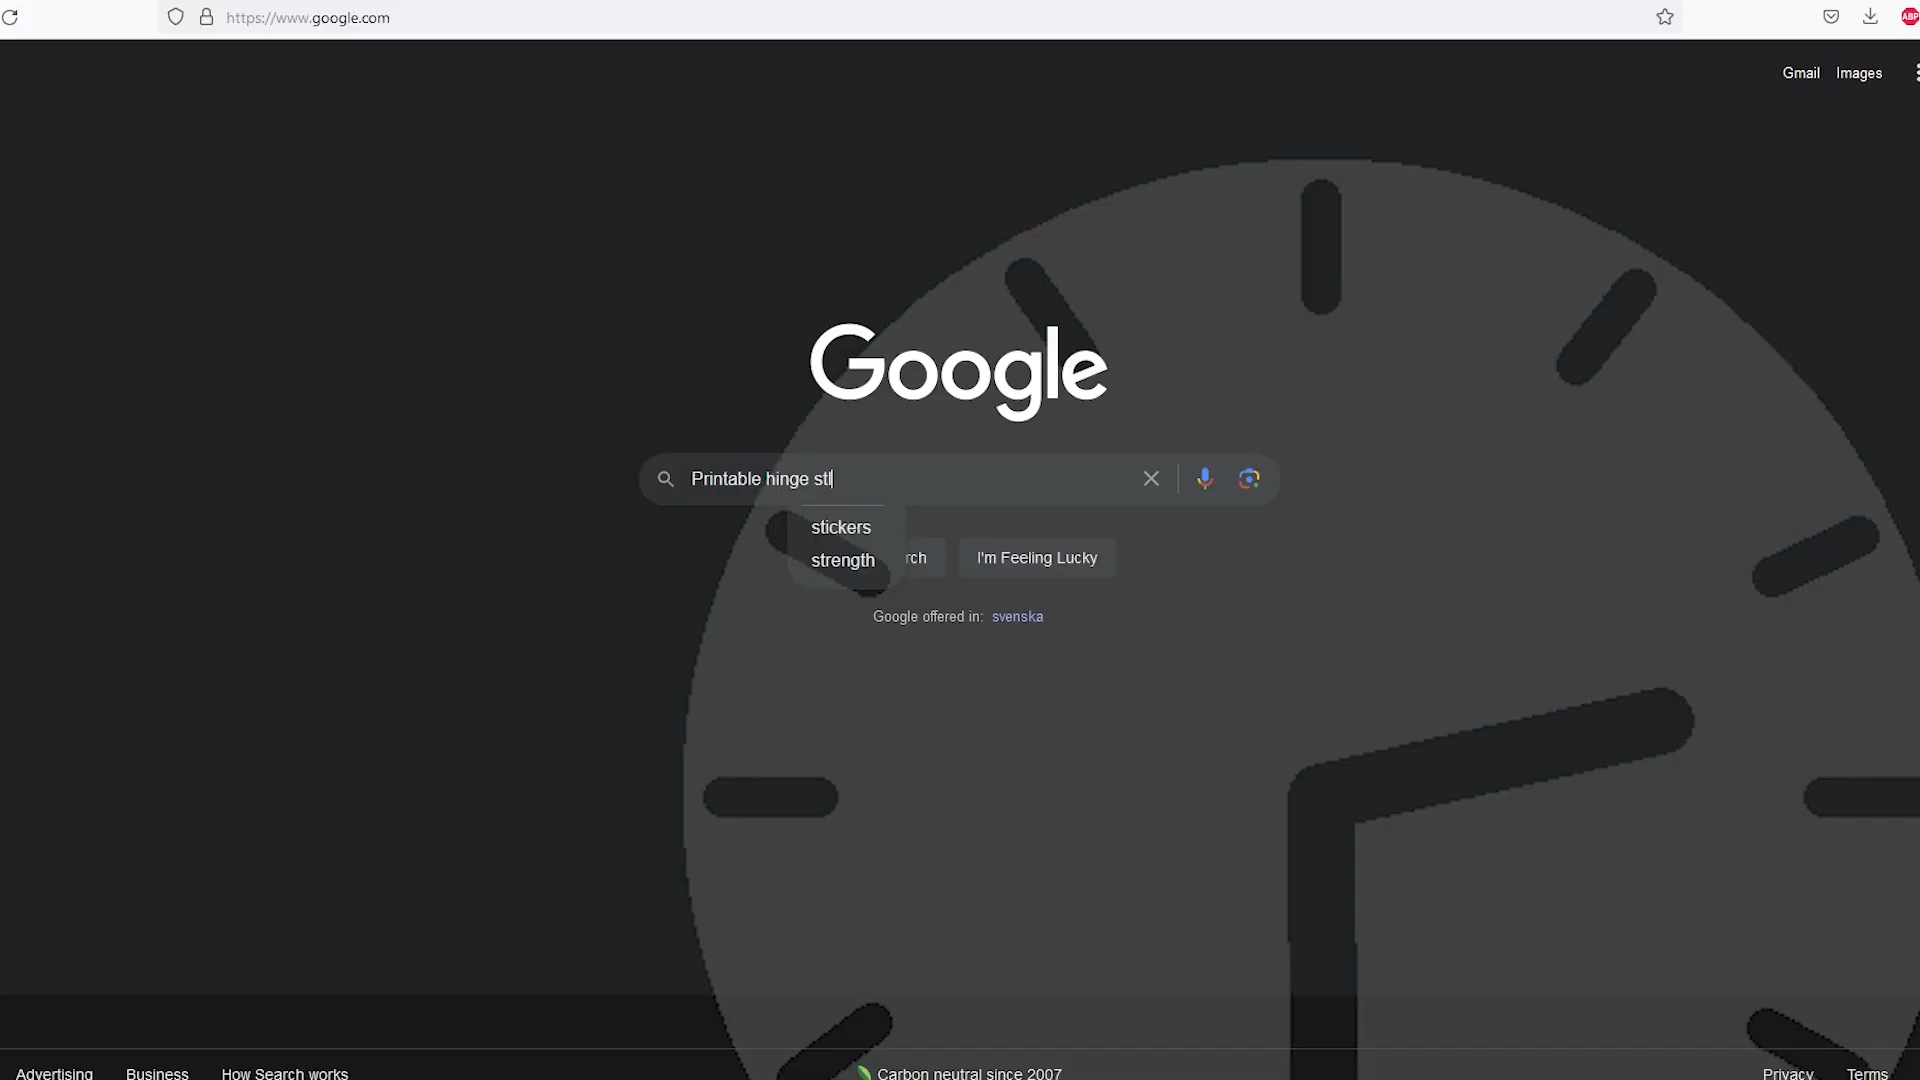 https://www.google.com
ABP
Gmail Images
Google
Printable hinge stl
stickers
strength
rch I'm Feeling Lucky
Google offered in: svenska
Advertising Business How Search works Carbon neutral since 2007 Privacy Terms